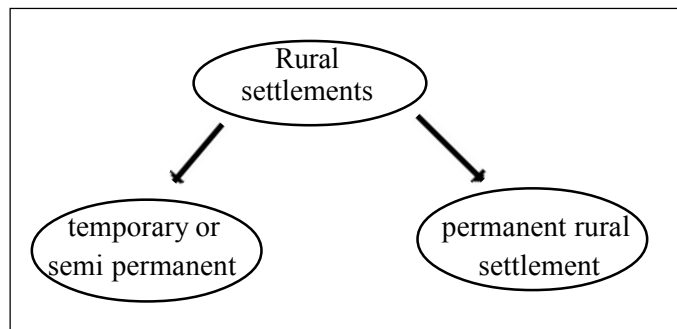 Rural
settlements
temporary or
semi permanent
permanent rural
settlement